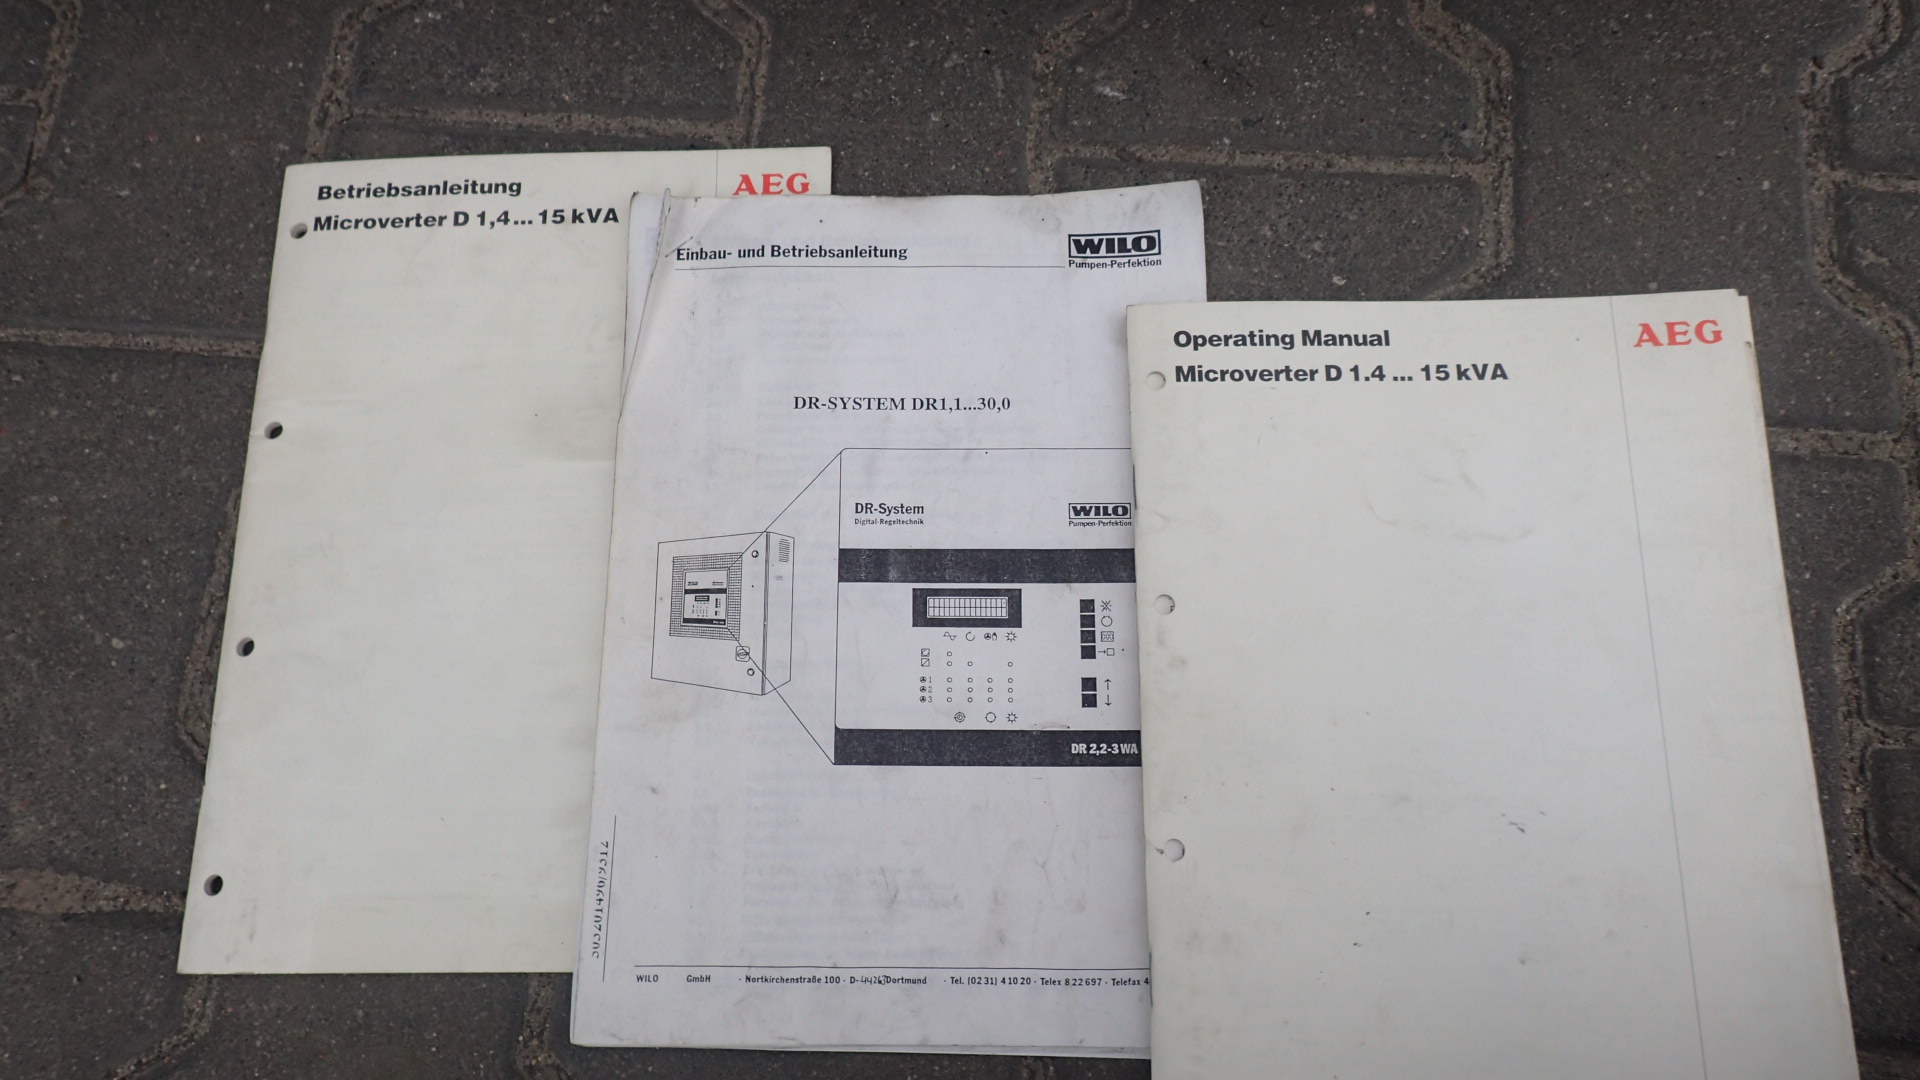 Betriebsanleitung
AEG
Microverter D 1,4... 15 kVA
Einbau- und Betriebsanleitung
WILO
Pumpen-Perfektion
DR-SYSTEM DR1,1...30,0
DR-System
Digital-Regeltechnik
WILO
Pumpen-Perfektion
1
2
3
DR 2,2-3 WA
WILO GmbH · Nortkirchenstraße 100 · D-44263 Dortmund · Tel. (02 31) 4 10 20 · Telex 8 22 697 · Telefax 4
Operating Manual
AEG
Microverter D 1.4 ... 15 kVA